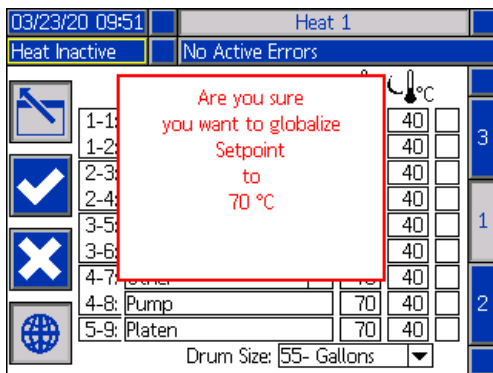 03/23/20 09:51 Heat 1
Heat Inactive No Active Errors
°C
Are you sure
you want to globalize
Setpoint
to
70 °C
1-1: 40
1-2: 40
2-3: 40
2-4: 40
3-5: 40
3-6: 40
4-7: 40
4-8: Pump 70 40
5-9: Platen 70 40
Drum Size: 55- Gallons
3
1
2